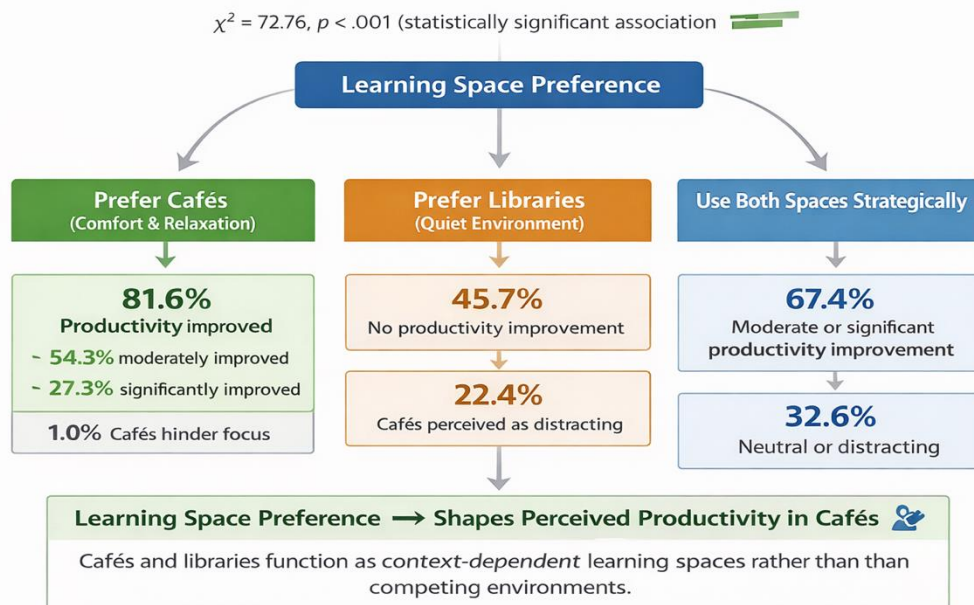 χ² = 72.76, p < .001 (statistically significant association
Learning Space Preference
Prefer Cafés
(Comfort & Relaxation)
81.6%
Productivity improved
- 54.3% moderately improved
- 27.3% significantly improved
1.0% Cafés hinder focus
Prefer Libraries
(Quiet Environment)
45.7%
No productivity improvement
22.4%
Cafés perceived as distracting
Use Both Spaces Strategically
67.4%
Moderate or significant
productivity improvement
32.6%
Neutral or distracting
Learning Space Preference → Shapes Perceived Productivity in Cafés
Cafés and libraries function as context-dependent learning spaces rather than than
competing environments.